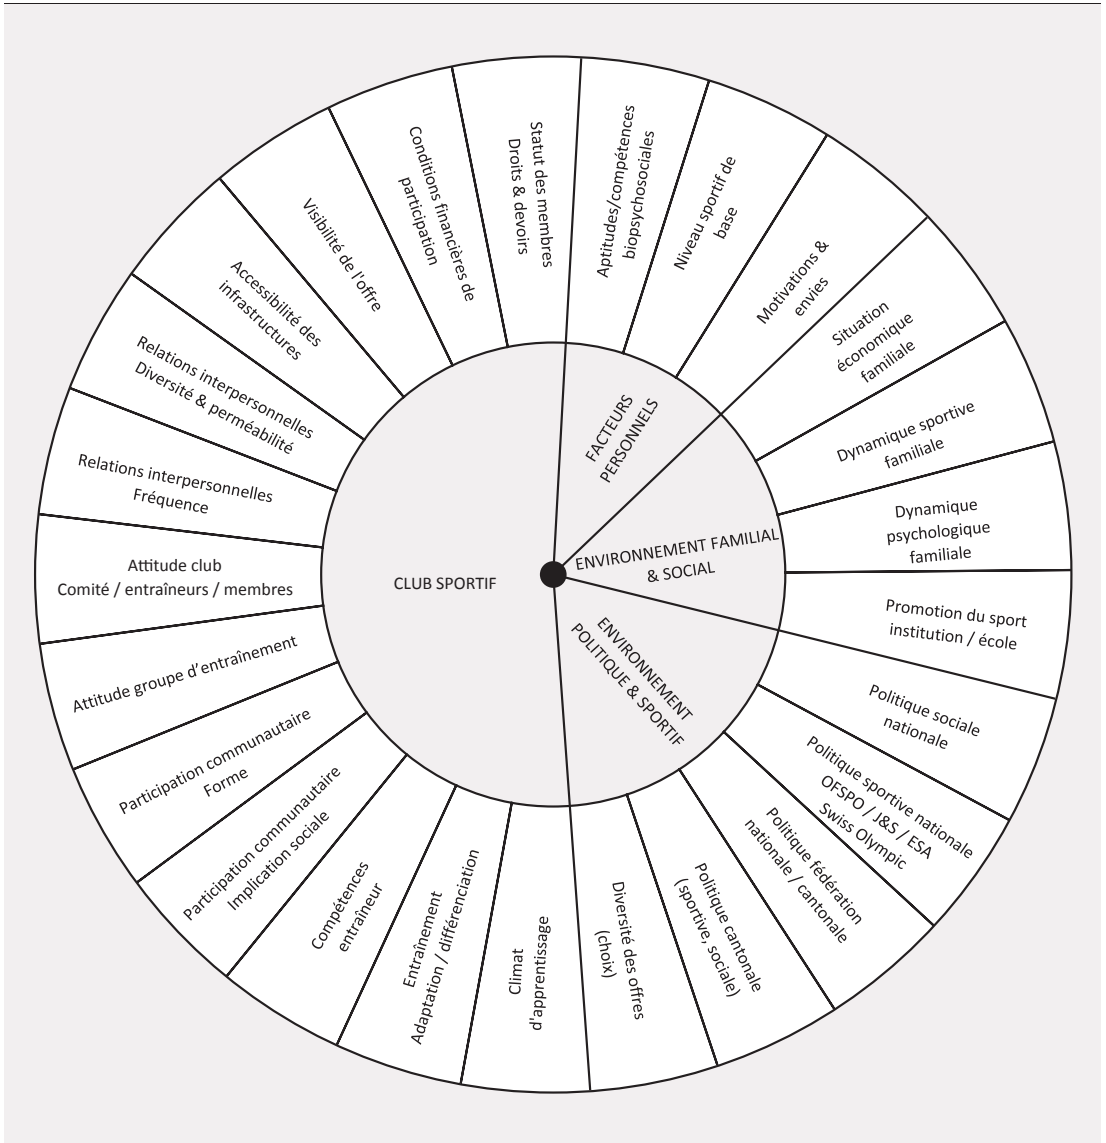 Statut des membres
Droits & devoirs
Aptitudes/compétences
biopsychosociales
Niveau sportif de
base
Motivations &
envies
Situation
économique
familiale
Dynamique sportive
familiale
Dynamique
psychologique
familiale
Promotion du sport
institution / école
Politique sociale
nationale
Politique sportive nationale
OFSPO / J&S / ESA
Swiss Olympic
Politique fédération
nationale / cantonale
Politique cantonale
(sportive, sociale)
Diversité des offres
(choix)
Climat
d'apprentissage
Entraînement
Adaptation / différenciation
Compétences
entraîneur
Participation communautaire
Implication sociale
Participation communautaire
Forme
Attitude groupe d'entraînement
Attitude club
Comité / entraîneurs / membres
Relations interpersonnelles
Fréquence
Relations interpersonnelles
Diversité & perméabilité
Accessibilité des
infrastructures
Visibilité de l'offre
Conditions financières de
participation
FACTEURS
PERSONNELS
ENVIRONNEMENT FAMILIAL
& SOCIAL
ENVIRONNEMENT
POLITIQUE & SPORTIF
CLUB SPORTIF